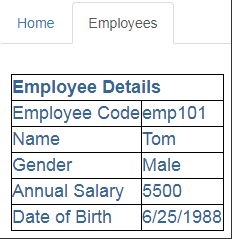 Home Employees
Employee Details
Employee Code emp101
Name Tom
Gender Male
Annual Salary 5500
Date of Birth 6/25/1988